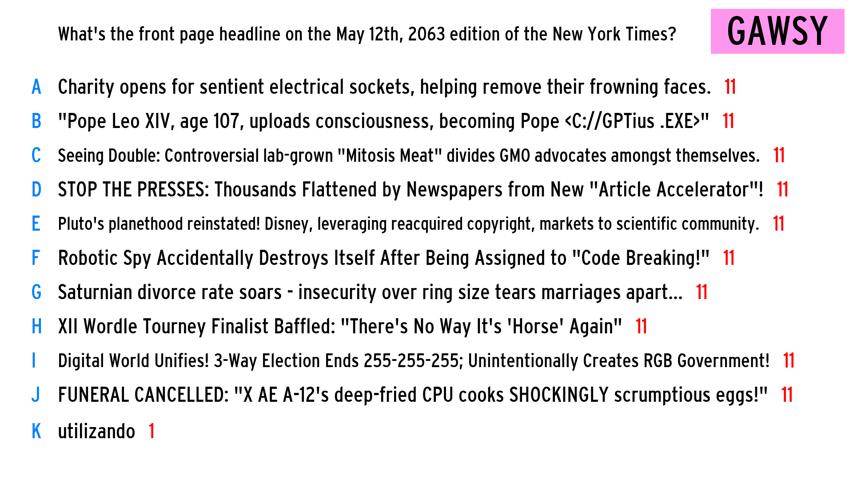 What's the front page headline on the May 12th, 2063 edition of the New York Times?
GAWSY
A Charity opens for sentient electrical sockets, helping remove their frowning faces. 11
B "Pope Leo XIV, age 107, uploads consciousness, becoming Pope <C://GPTius .EXE>" 11
C Seeing Double: Controversial lab-grown "Mitosis Meat" divides GMO advocates amongst themselves. 11
D STOP THE PRESSES: Thousands Flattened by Newspapers from New "Article Accelerator"! 11
E Pluto's planethood reinstated! Disney, leveraging reacquired copyright, markets to scientific community. 11
F Robotic Spy Accidentally Destroys Itself After Being Assigned to "Code Breaking!" 11
G Saturnian divorce rate soars - insecurity over ring size tears marriages apart... 11
H XII Wordle Tourney Finalist Baffled: "There's No Way It's 'Horse' Again" 11
I Digital World Unifies! 3-Way Election Ends 255-255-255; Unintentionally Creates RGB Government! 11
J FUNERAL CANCELLED: "X AE A-12's deep-fried CPU cooks SHOCKINGLY scrumptious eggs!" 11
K utilizando 1